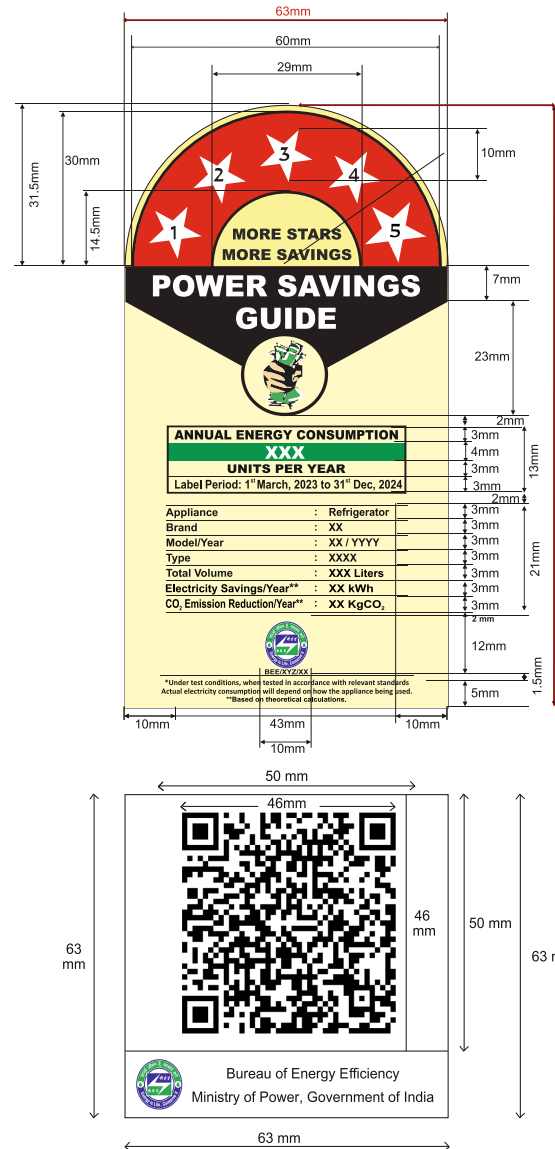 63mm
60mm
29mm
31.5mm
30mm
14.5mm
10mm
1
2
3
4
5
MORE STARS
MORE SAVINGS
7mm
POWER SAVINGS
GUIDE
23mm
2mm
ANNUAL ENERGY CONSUMPTION
3mm
XXX
4mm
13mm
UNITS PER YEAR
3mm
Label Period: 1st March, 2023 to 31st Dec, 2024
3mm
2mm
Appliance : Refrigerator
3mm
Brand : XX
3mm
Model/Year : XX / YYYY
3mm
Type : XXXX
3mm
21mm
Total Volume : XXX Liters
3mm
Electricity Savings/Year** : XX kWh
3mm
CO2 Emission Reduction/Year** : XX KgCO2
3mm
2 mm
12mm
BEE/XYZ/XX
*Under test conditions, when tested in accordance with relevant standards
Actual electricity consumption will depend on how the appliance being used.
**Based on theoretical calculations.
1.5mm
5mm
10mm
43mm
10mm
10mm
50 mm
46mm
46
mm
50 mm
63
mm
63
Bureau of Energy Efficiency
Ministry of Power, Government of India
63 mm